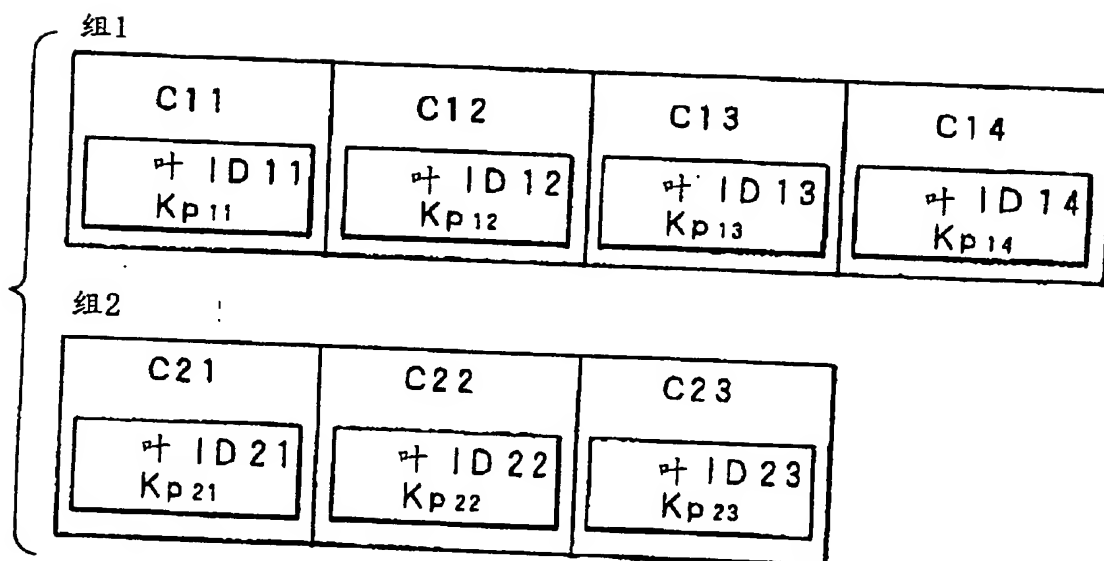 组1
C11 C12 C13 C14
叶 ID11 叶 ID12 叶 ID13 叶 ID14
Kp11 Kp12 Kp13 Kp14
组2
C21 C22 C23
叶 ID21 叶 ID22 叶 ID23
Kp21 Kp22 Kp23